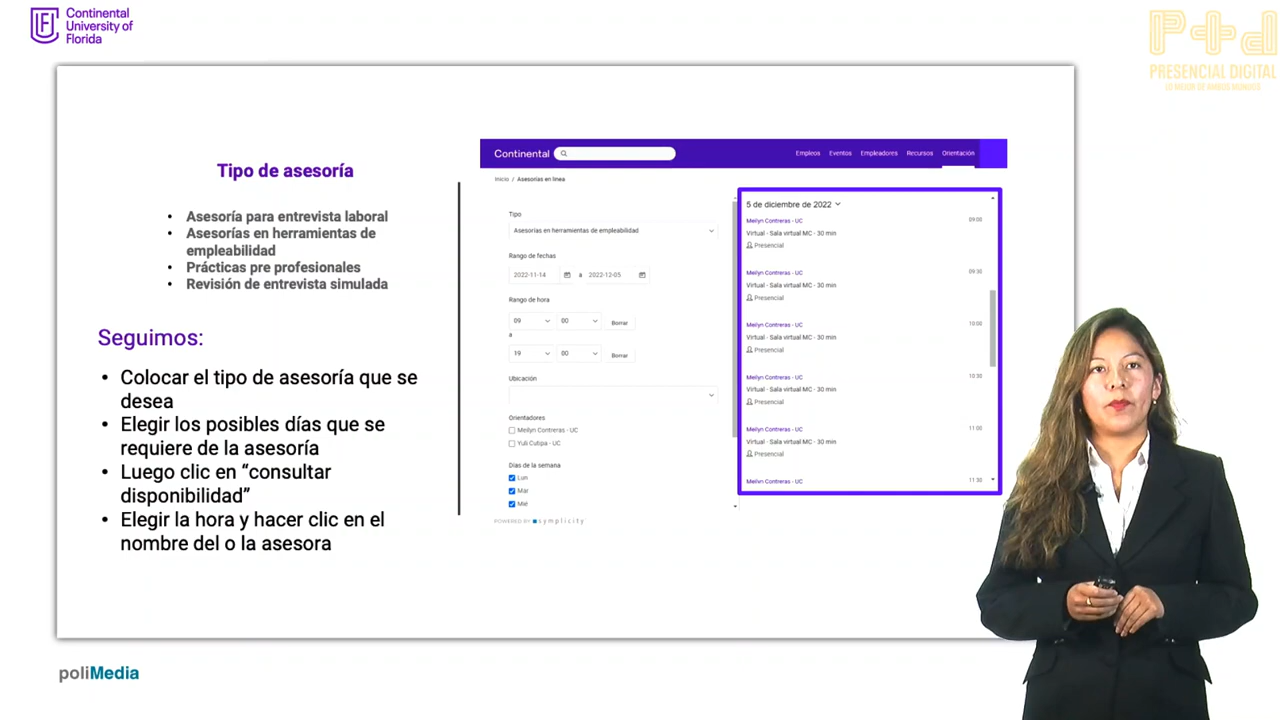 Continental
University of
Florida
P+d
PRESENCIAL DIGITAL
LO MEJOR DE AMBOS MUNDOS
Tipo de asesoría
• Asesoría para entrevista laboral
• Asesorías en herramientas de
empleabilidad
• Prácticas pre profesionales
• Revisión de entrevista simulada
Seguimos:
• Colocar el tipo de asesoría que se
desea
• Elegir los posibles días que se
requiere de la asesoría
• Luego clic en “consultar
disponibilidad”
• Elegir la hora y hacer clic en el
nombre del o la asesora
Continental
Empleos Eventos Empleadores Recursos Orientación
Inicio / Asesorías en línea
Tipo
Asesorías en herramientas de empleabilidad
Rango de fechas
2022-11-14 a 2022-12-05
Rango de hora
09 00 Borrar
a
19 00 Borrar
Ubicación
Orientadores
Meilyn Contreras - UC
Yuli Cutipa - UC
Días de la semana
Lun
Mar
Mié
POWERED BY symplicity
5 de diciembre de 2022
Meilyn Contreras - UC 09:00
Virtual - Sala virtual MC - 30 min
Presencial
Meilyn Contreras - UC 09:30
Virtual - Sala virtual MC - 30 min
Presencial
Meilyn Contreras - UC 10:00
Virtual - Sala virtual MC - 30 min
Presencial
Meilyn Contreras - UC 10:30
Virtual - Sala virtual MC - 30 min
Presencial
Meilyn Contreras - UC 11:00
Virtual - Sala virtual MC - 30 min
Presencial
Meilyn Contreras - UC 11:30
poliMedia